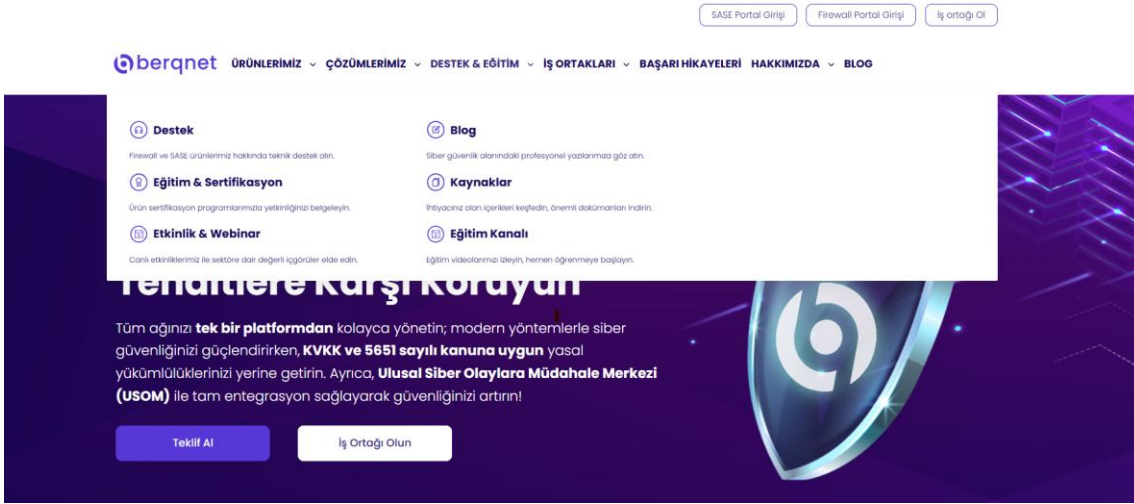 SASE Portal Girişi
Firewall Portal Girişi
İş ortağı Ol
berqnet
ÜRÜNLERİMİZ
ÇÖZÜMLERİMİZ
DESTEK & EĞİTİM
İŞ ORTAKLARI
BAŞARI HİKAYELERİ
HAKKIMIZDA
BLOG
Destek
Firewall ve SASE ürünlerimiz hakkında teknik destek alın.
Eğitim & Sertifikasyon
Ürün sertifikasyon programlarımızla yetkinliğinizi belgeleyin.
Etkinlik & Webinar
Canlı etkinliklerimiz ile sektöre dair değerli içgörüler elde edin.
Blog
Siber güvenlik alanındaki profesyonel yazılarımıza göz atın.
Kaynaklar
İhtiyacınız olan içerikleri keşfedin, önemli dokümanları indirin.
Eğitim Kanalı
Eğitim videolarımızı izleyin, hemen öğrenmeye başlayın.
Tehditlere Karşı Koruyun
Tüm ağınızı tek bir platformdan kolayca yönetin; modern yöntemlerle siber
güvenliğinizi güçlendirirken, KVKK ve 5651 sayılı kanuna uygun yasal
yükümlülüklerinizi yerine getirin. Ayrıca, Ulusal Siber Olaylara Müdahale Merkezi
(USOM) ile tam entegrasyon sağlayarak güvenliğinizi artırın!
Teklif Al
İş Ortağı Olun